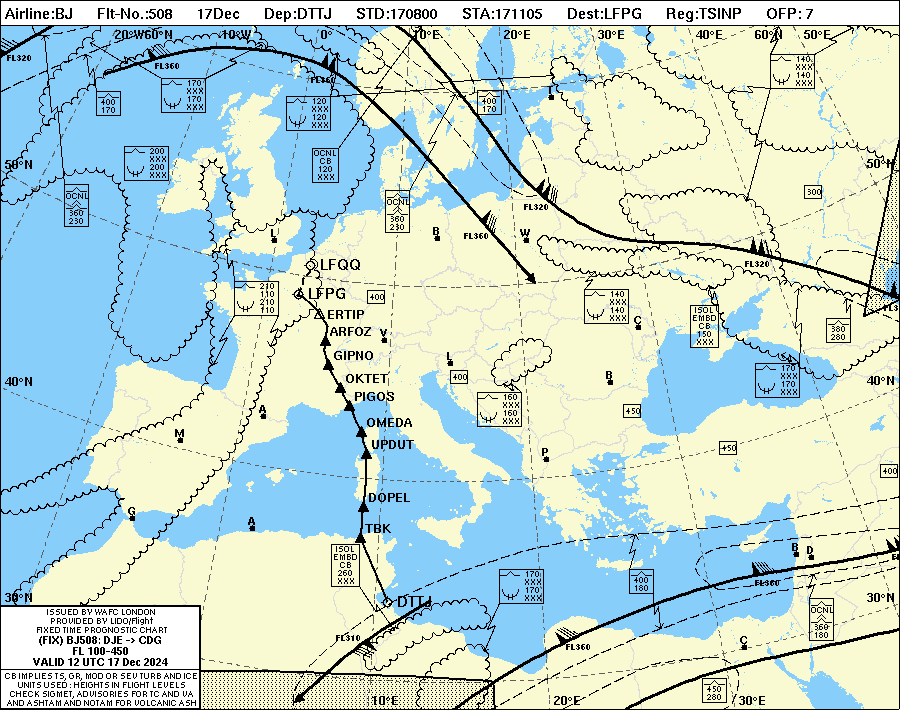 Airline:BJ Flt-No.:508 17Dec Dep:DTTJ STD:170800 STA:171105 Dest:LFPG Reg:TSINP OFP: 7
20°W 60°N 10°W 0° 10°E 20°E 30°E 40°E 60°N 50°E
FL320
FL360
FL360
140
XXX
140
XXX
170
XXX
170
XXX
400
170
120
XXX
120
XXX
400
170
200
XXX
200
XXX
OCNL
CB
120
XXX
50°N
50°N
OCNL
360
230
OCNL
360
230
300
FL320
L
B
FL360
W
FL320
LFQQ
210
110
210
110
LFPG
400
140
XXX
140
XXX
ERTIP
ARFOZ
V
C
ISOL
EMBD
CB
150
XXX
380
280
GIPNO
L
OKTET
400
B
170
XXX
170
XXX
40°N
40°N
PIGOS
160
XXX
160
XXX
450
A
OMEDA
M
UPDUT
450
P
400
DOPEL
G
A
TBK
ISOL
EMBD
CB
260
XXX
B
D
170
XXX
170
XXX
400
180
FL360
30°N
30°N
DTTJ
OCNL
360
180
FL310
FL360
C
ISSUED BY WAFC LONDON
PROVIDED BY LIDO/Flight
FIXED TIME PROGNOSTIC CHART
(FIX) BJ508: DJE -> CDG
FL 100-450
VALID 12 UTC 17 Dec 2024
CB IMPLIES TS, GR, MOD OR SEV TURB AND ICE
UNITS USED : HEIGHTS IN FLIGHT LEVELS
CHECK SIGMET, ADVISORIES FOR TC AND VA
AND ASHTAM AND NOTAM FOR VOLCANIC ASH
10°E
20°E
450
280
30°E